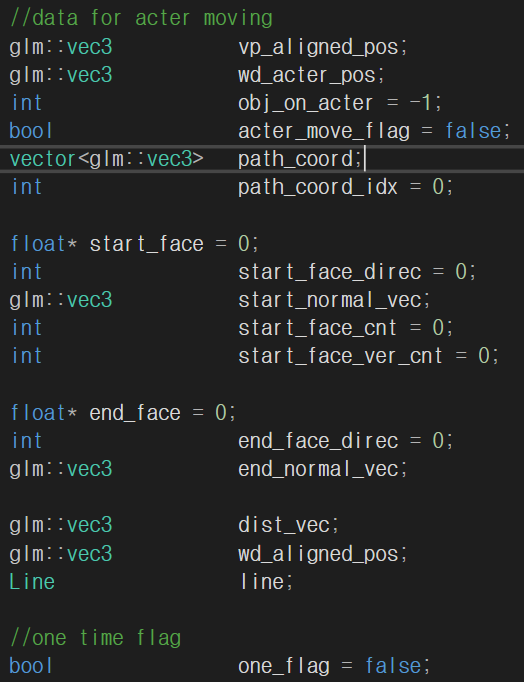 //data for acter moving
glm::vec3 vp_aligned_pos;
glm::vec3 wd_acter_pos;
int obj_on_acter = -1;
bool acter_move_flag = false;
vector<glm::vec3> path_coord;
int path_coord_idx = 0;
float* start_face = 0;
int start_face_direc = 0;
glm::vec3 start_normal_vec;
int start_face_cnt = 0;
int start_face_ver_cnt = 0;
float* end_face = 0;
int end_face_direc = 0;
glm::vec3 end_normal_vec;
glm::vec3 dist_vec;
glm::vec3 wd_aligned_pos;
Line line;
//one time flag
bool one_flag = false;